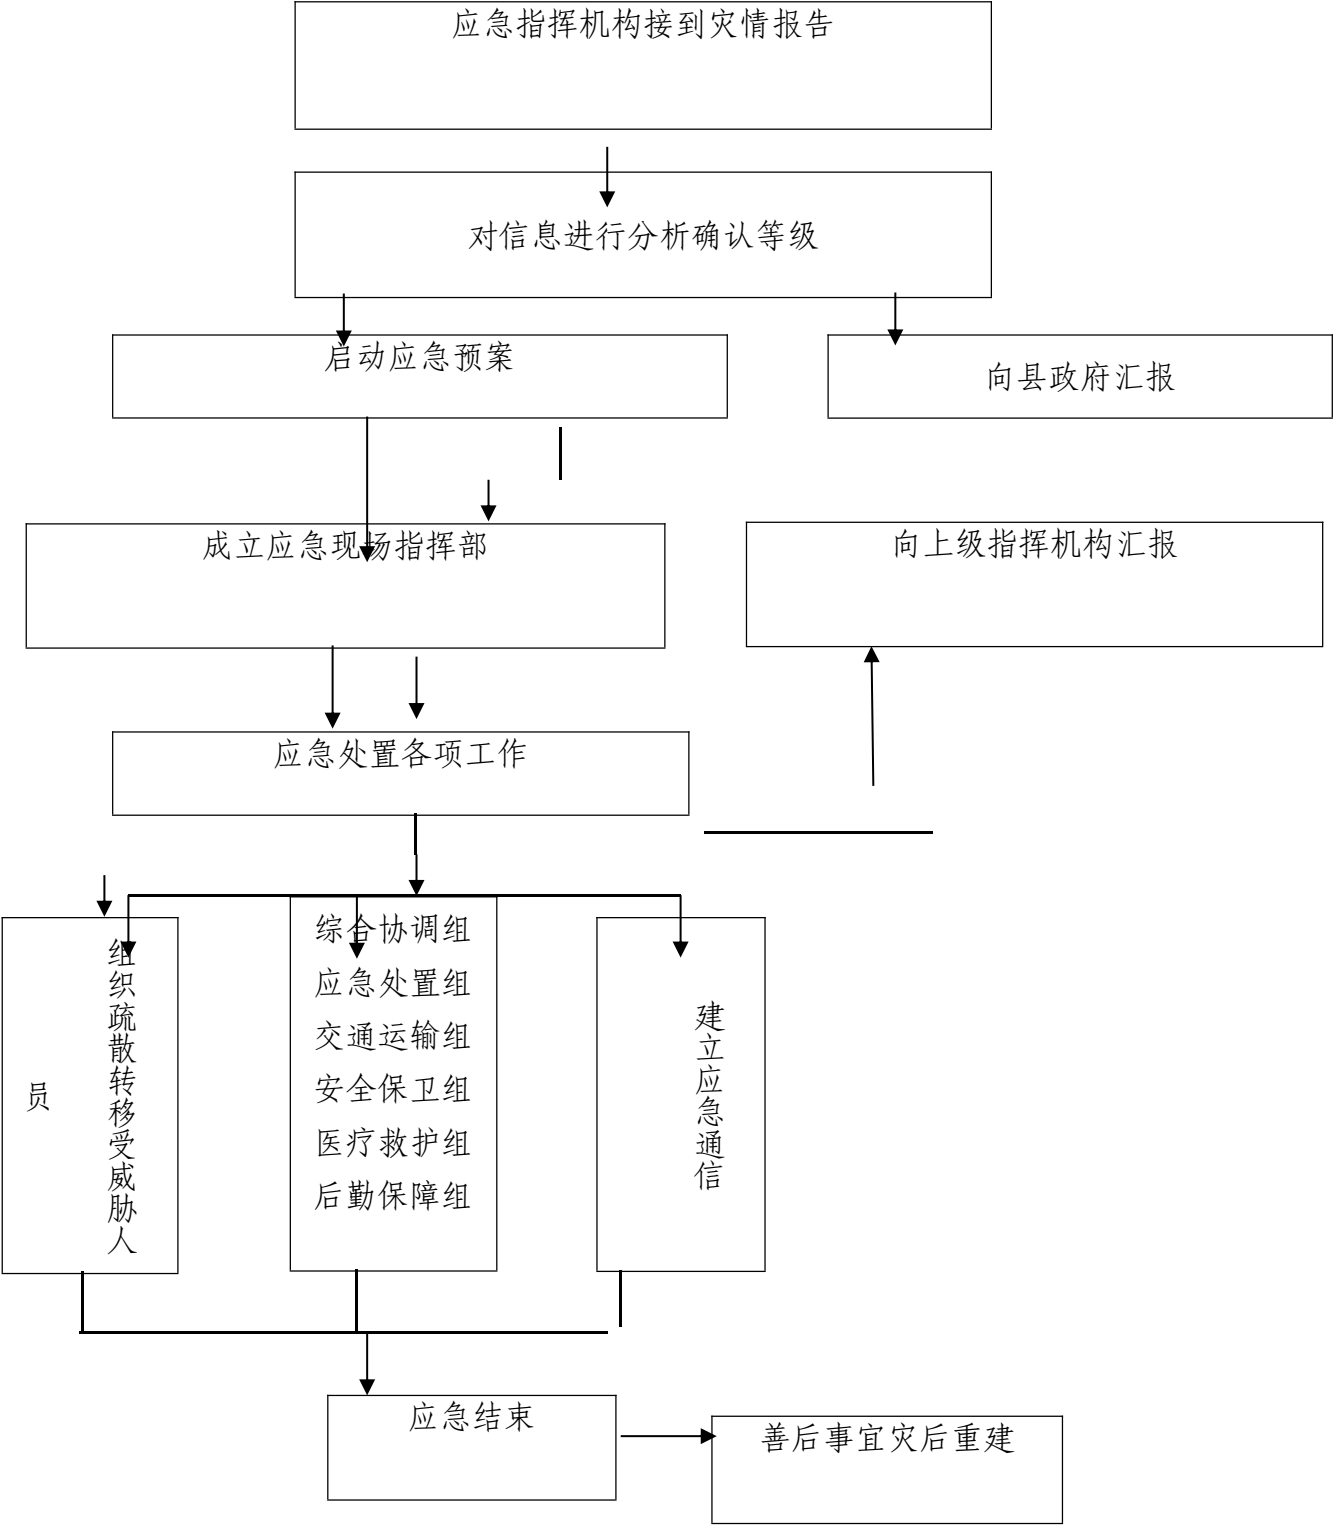 应急指挥机构接到灾情报告
对信息进行分析确认等级
启动应急预案
向县政府汇报
成立应急现场指挥部
向上级指挥机构汇报
应急处置各项工作
组织疏散转移受威胁人
员
综合协调组
应急处置组
交通运输组
安全保卫组
医疗救护组
后勤保障组
建立应急通信
应急结束
善后事宜灾后重建